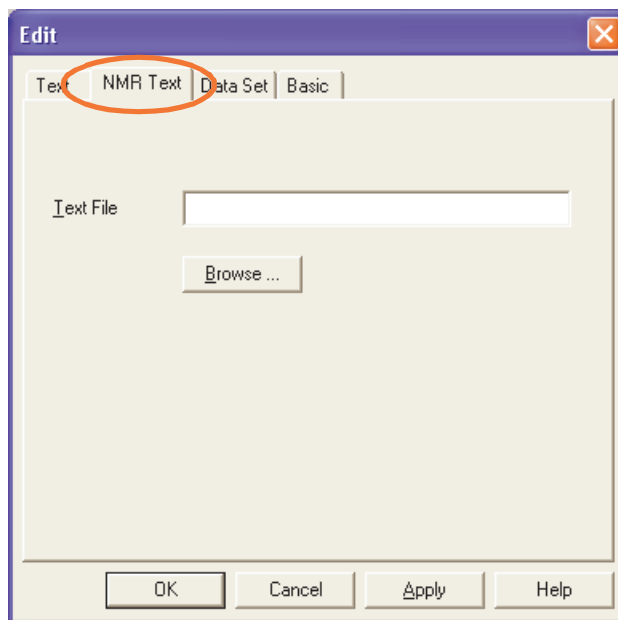 Edit
Text NMR Text Data Set Basic
Text File
Browse ...
OK Cancel Apply Help